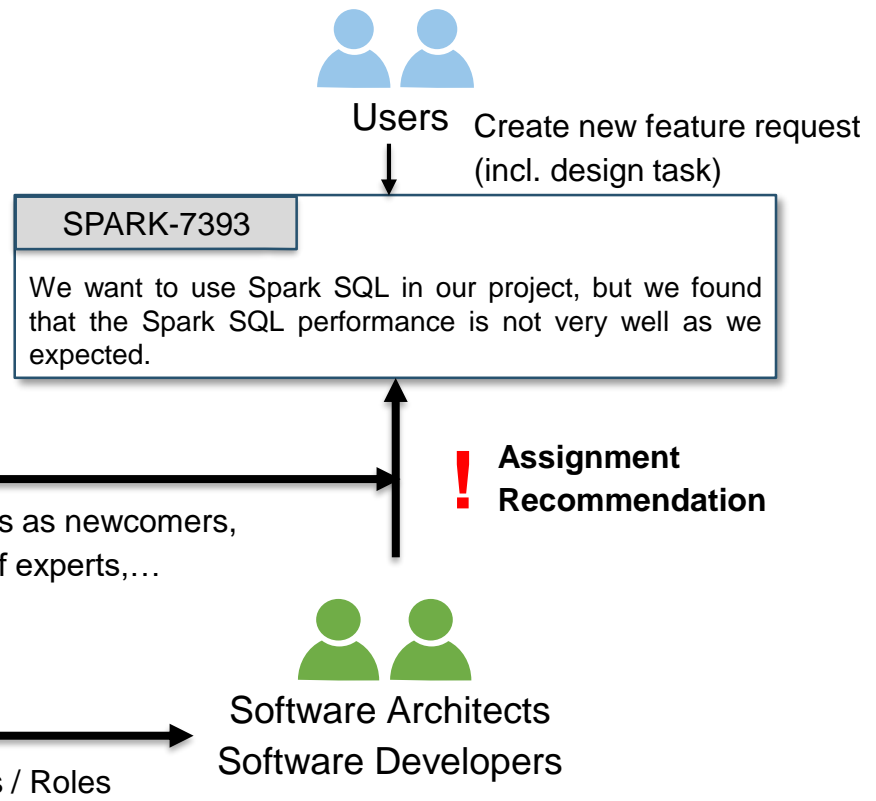 Users
Create new feature request
(incl. design task)
SPARK-7393
We want to use Spark SQL in our project, but we found
that the Spark SQL performance is not very well as we
expected.
! Assignment
Recommendation
as newcomers,
experts,…
Software Architects
Software Developers
/ Roles